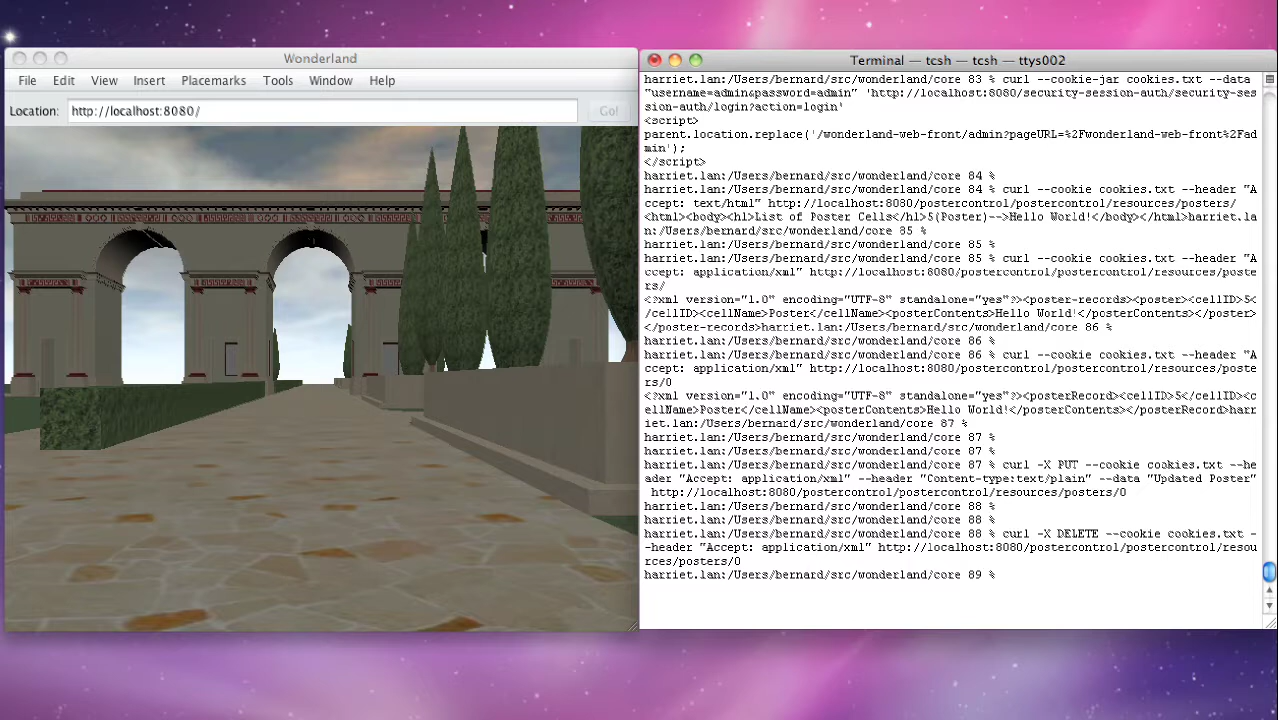 Wonderland
File Edit View Insert Placemarks Tools Window Help
Location: http://localhost:8080/ Go!
Terminal — tcsh — tcsh — ttys002
harriet.lan:/Users/bernard/src/wonderland/core 83 % curl --cookie-jar cookies.txt --data
"username=admin&password=admin" 'http://localhost:8080/security-session-auth/security-ses
sion-auth/login?action=login'
<script>
parent.location.replace('/wonderland-web-front/admin?pageURL=%2Fwonderland-web-front%2Fad
min');
</script>
harriet.lan:/Users/bernard/src/wonderland/core 84 %
harriet.lan:/Users/bernard/src/wonderland/core 84 % curl --cookie cookies.txt --header "A
ccept: text/html" http://localhost:8080/postercontrol/postercontrol/resources/posters/
<html><body><h1>List of Poster Cells</h1>5(Poster)-->Hello World!</body></html>harriet.la
n:/Users/bernard/src/wonderland/core 85 %
harriet.lan:/Users/bernard/src/wonderland/core 85 %
harriet.lan:/Users/bernard/src/wonderland/core 85 % curl --cookie cookies.txt --header "A
ccept: application/xml" http://localhost:8080/postercontrol/postercontrol/resources/poste
rs/
<?xml version="1.0" encoding="UTF-8" standalone="yes"?><poster-records><poster><cellID>5<
/cellID><cellName>Poster</cellName><posterContents>Hello World!</posterContents></poster>
</poster-records>harriet.lan:/Users/bernard/src/wonderland/core 86 %
harriet.lan:/Users/bernard/src/wonderland/core 86 %
harriet.lan:/Users/bernard/src/wonderland/core 86 % curl --cookie cookies.txt --header "A
ccept: application/xml" http://localhost:8080/postercontrol/postercontrol/resources/poste
rs/0
<?xml version="1.0" encoding="UTF-8" standalone="yes"?><posterRecord><cellID>5</cellID><c
ellName>Poster</cellName><posterContents>Hello World!</posterContents></posterRecord>harr
iet.lan:/Users/bernard/src/wonderland/core 87 %
harriet.lan:/Users/bernard/src/wonderland/core 87 %
harriet.lan:/Users/bernard/src/wonderland/core 87 %
harriet.lan:/Users/bernard/src/wonderland/core 87 % curl -X PUT --cookie cookies.txt --he
ader "Accept: application/xml" --header "Content-type:text/plain" --data "Updated Poster"
http://localhost:8080/postercontrol/postercontrol/resources/posters/0
harriet.lan:/Users/bernard/src/wonderland/core 88 %
harriet.lan:/Users/bernard/src/wonderland/core 88 %
harriet.lan:/Users/bernard/src/wonderland/core 88 % curl -X DELETE --cookie cookies.txt -
-header "Accept: application/xml" http://localhost:8080/postercontrol/postercontrol/resou
rces/posters/0
harriet.lan:/Users/bernard/src/wonderland/core 89 %